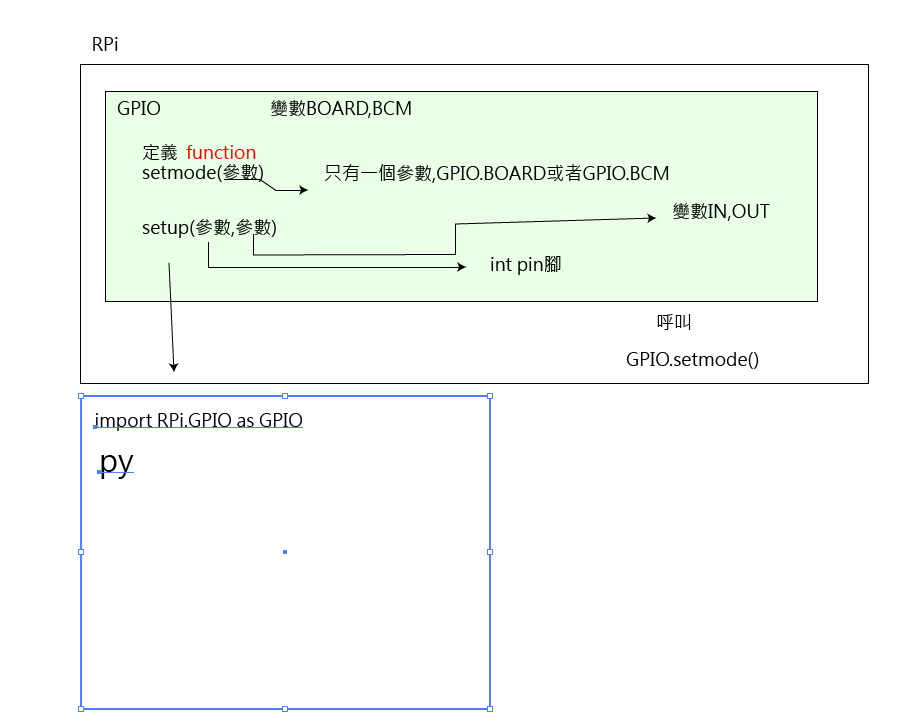 RPi
GPIO 變數BOARD,BCM
定義 function
setmode(參數) 只有一個參數,GPIO.BOARD或者GPIO.BCM
變數IN,OUT
setup(參數,參數)
int pin腳
呼叫
GPIO.setmode()
import RPi.GPIO as GPIO
py